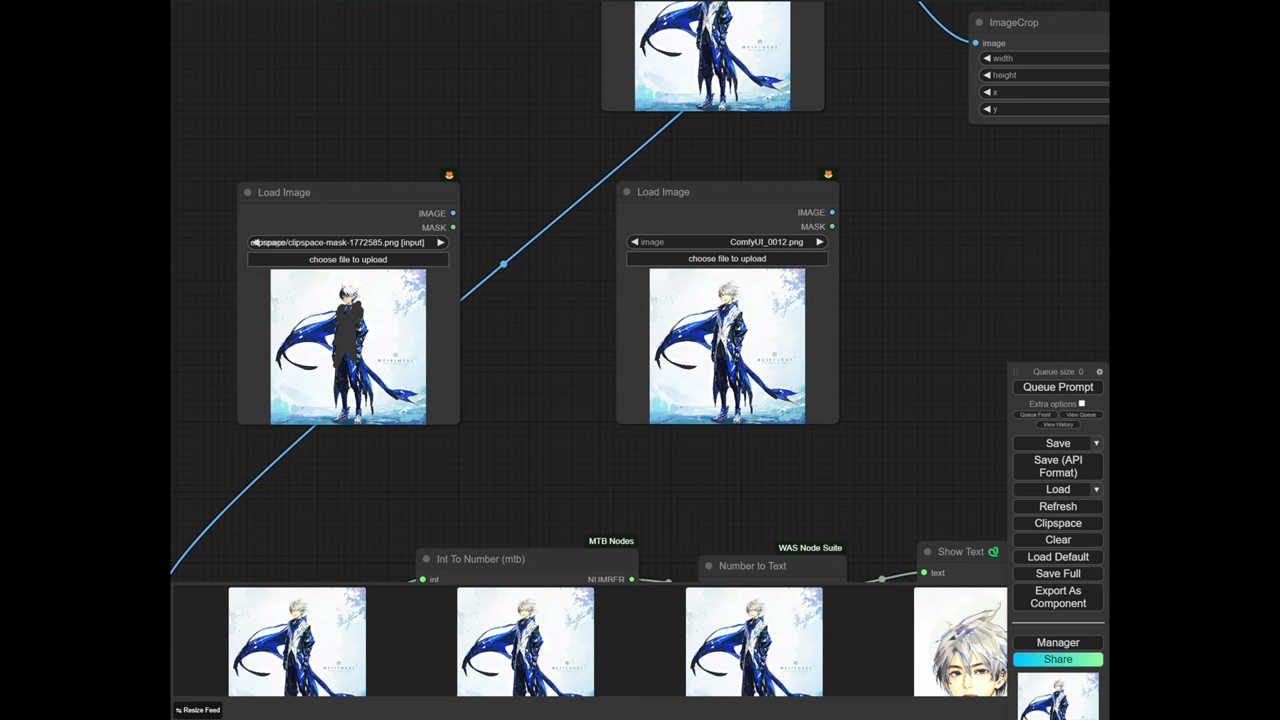 ImageCrop
image
width
height
x
y
Load Image
IMAGE
MASK
clipspace/clipspace-mask-1772585.png [input]
choose file to upload
Load Image
IMAGE
MASK
image ComfyUI_0012.png
choose file to upload
Queue size: 0
Queue Prompt
Extra options
Queue Front View Queue
View History
Save
Save (API
Format)
Load
Refresh
Clipspace
Clear
Load Default
Save Full
Export As
Component
Manager
Share
MTB Nodes
Int To Number (mtb)
int NUMBER
WAS Node Suite
Number to Text
Show Text
text
Resize Feed